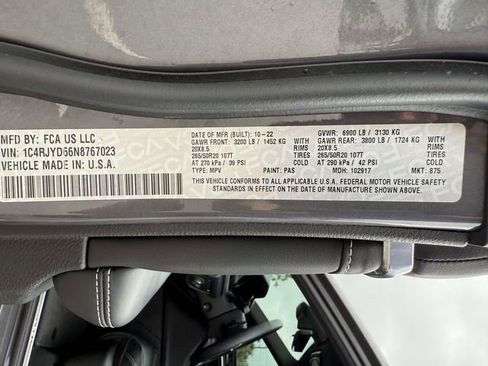 MFD BY: FCA US LLC
VIN: 1C4RJYD66N8767023
VEHICLE MADE IN: U.S.A.
DATE OF MFR (BUILT): 10-22 GVWR: 6900 LB / 3130 KG
GAWR FRONT: 3200 LB / 1452 KG WITH GAWR REAR: 3800 LB / 1724 KG WITH
20X8.5 RIMS 20X8.5 RIMS
265/50R20 107T 265/50R20 107T
AT 270 kPa / 39 PSI COLD AT 290 kPa / 42 PSI COLD
TYPE: MPV PAINT: PAS MDH: 102917 MKT: 875
THIS VEHICLE CONFORMS TO ALL APPLICABLE U.S.A. FEDERAL MOTOR VEHICLE SAFETY
STANDARDS IN EFFECT ON THE DATE OF MANUFACTURE SHOWN ABOVE.